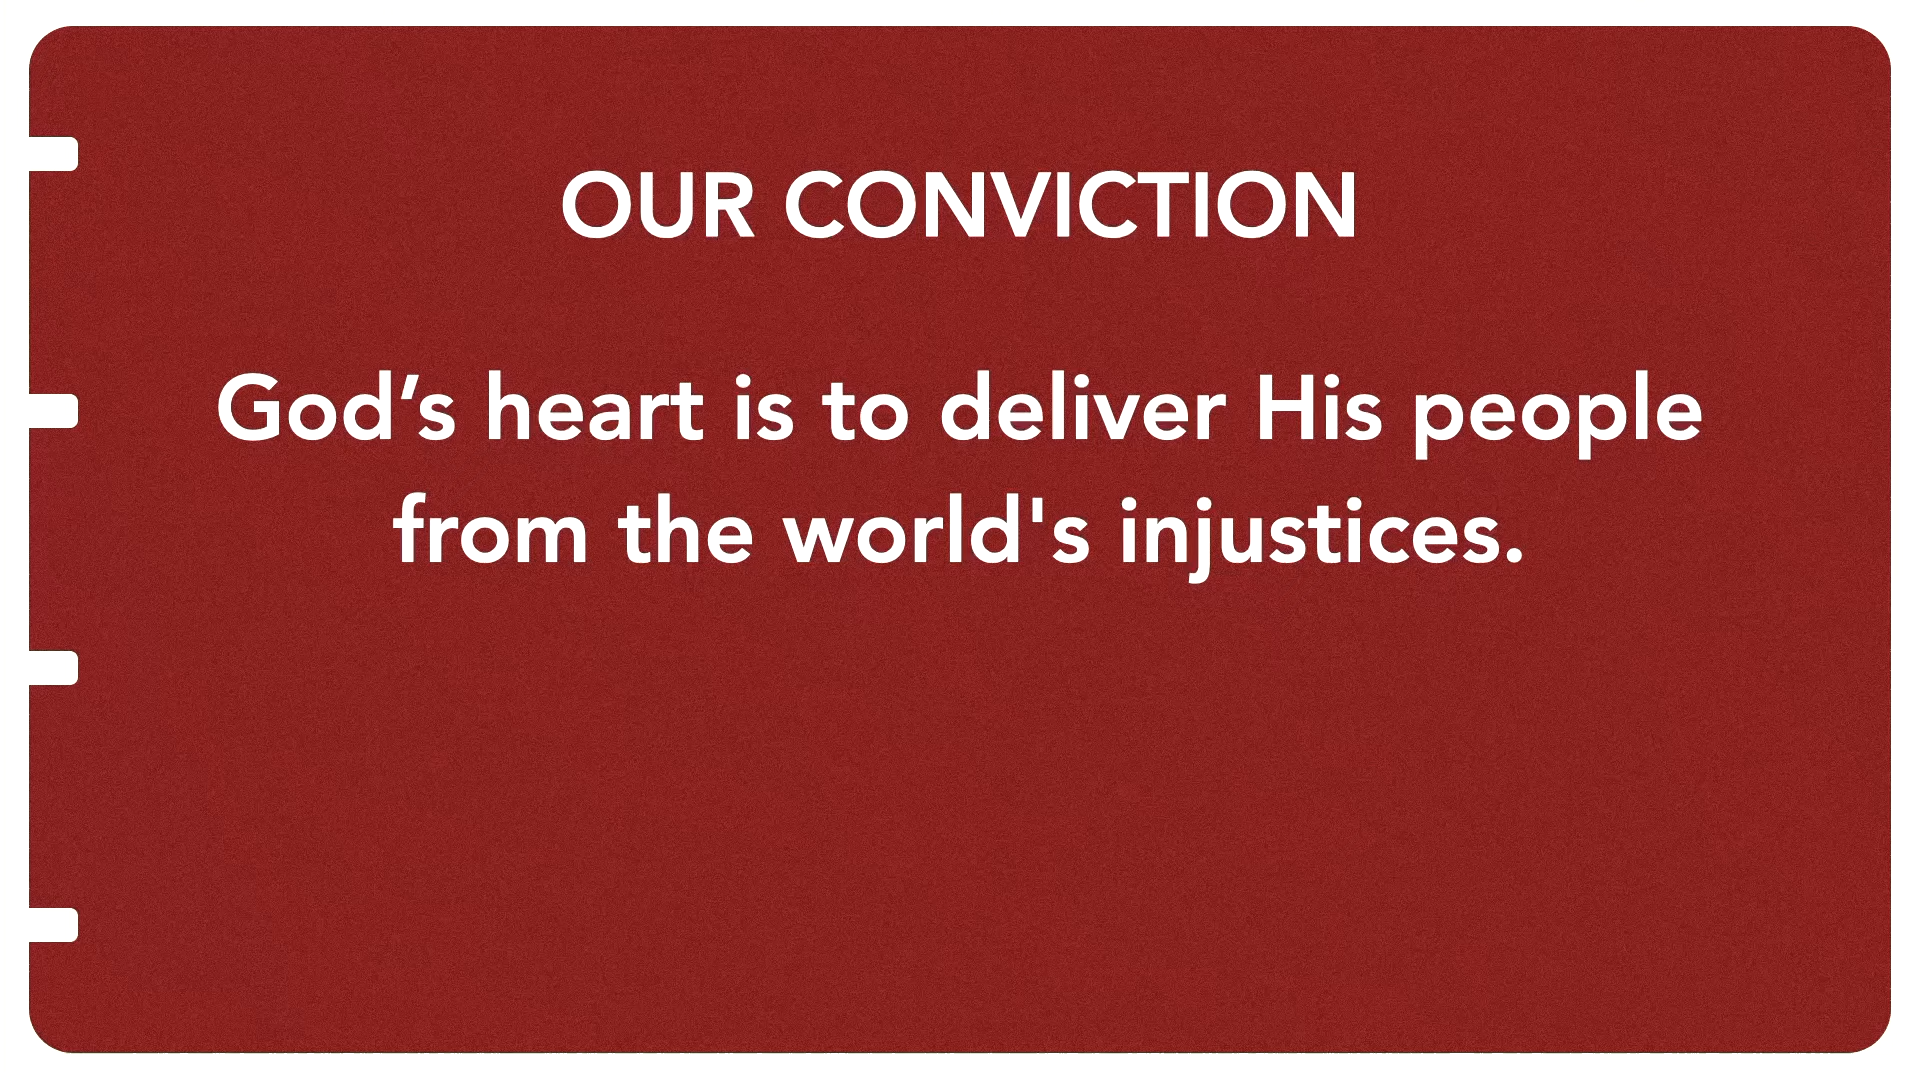 OUR CONVICTION
God’s heart is to deliver His people
from the world's injustices.